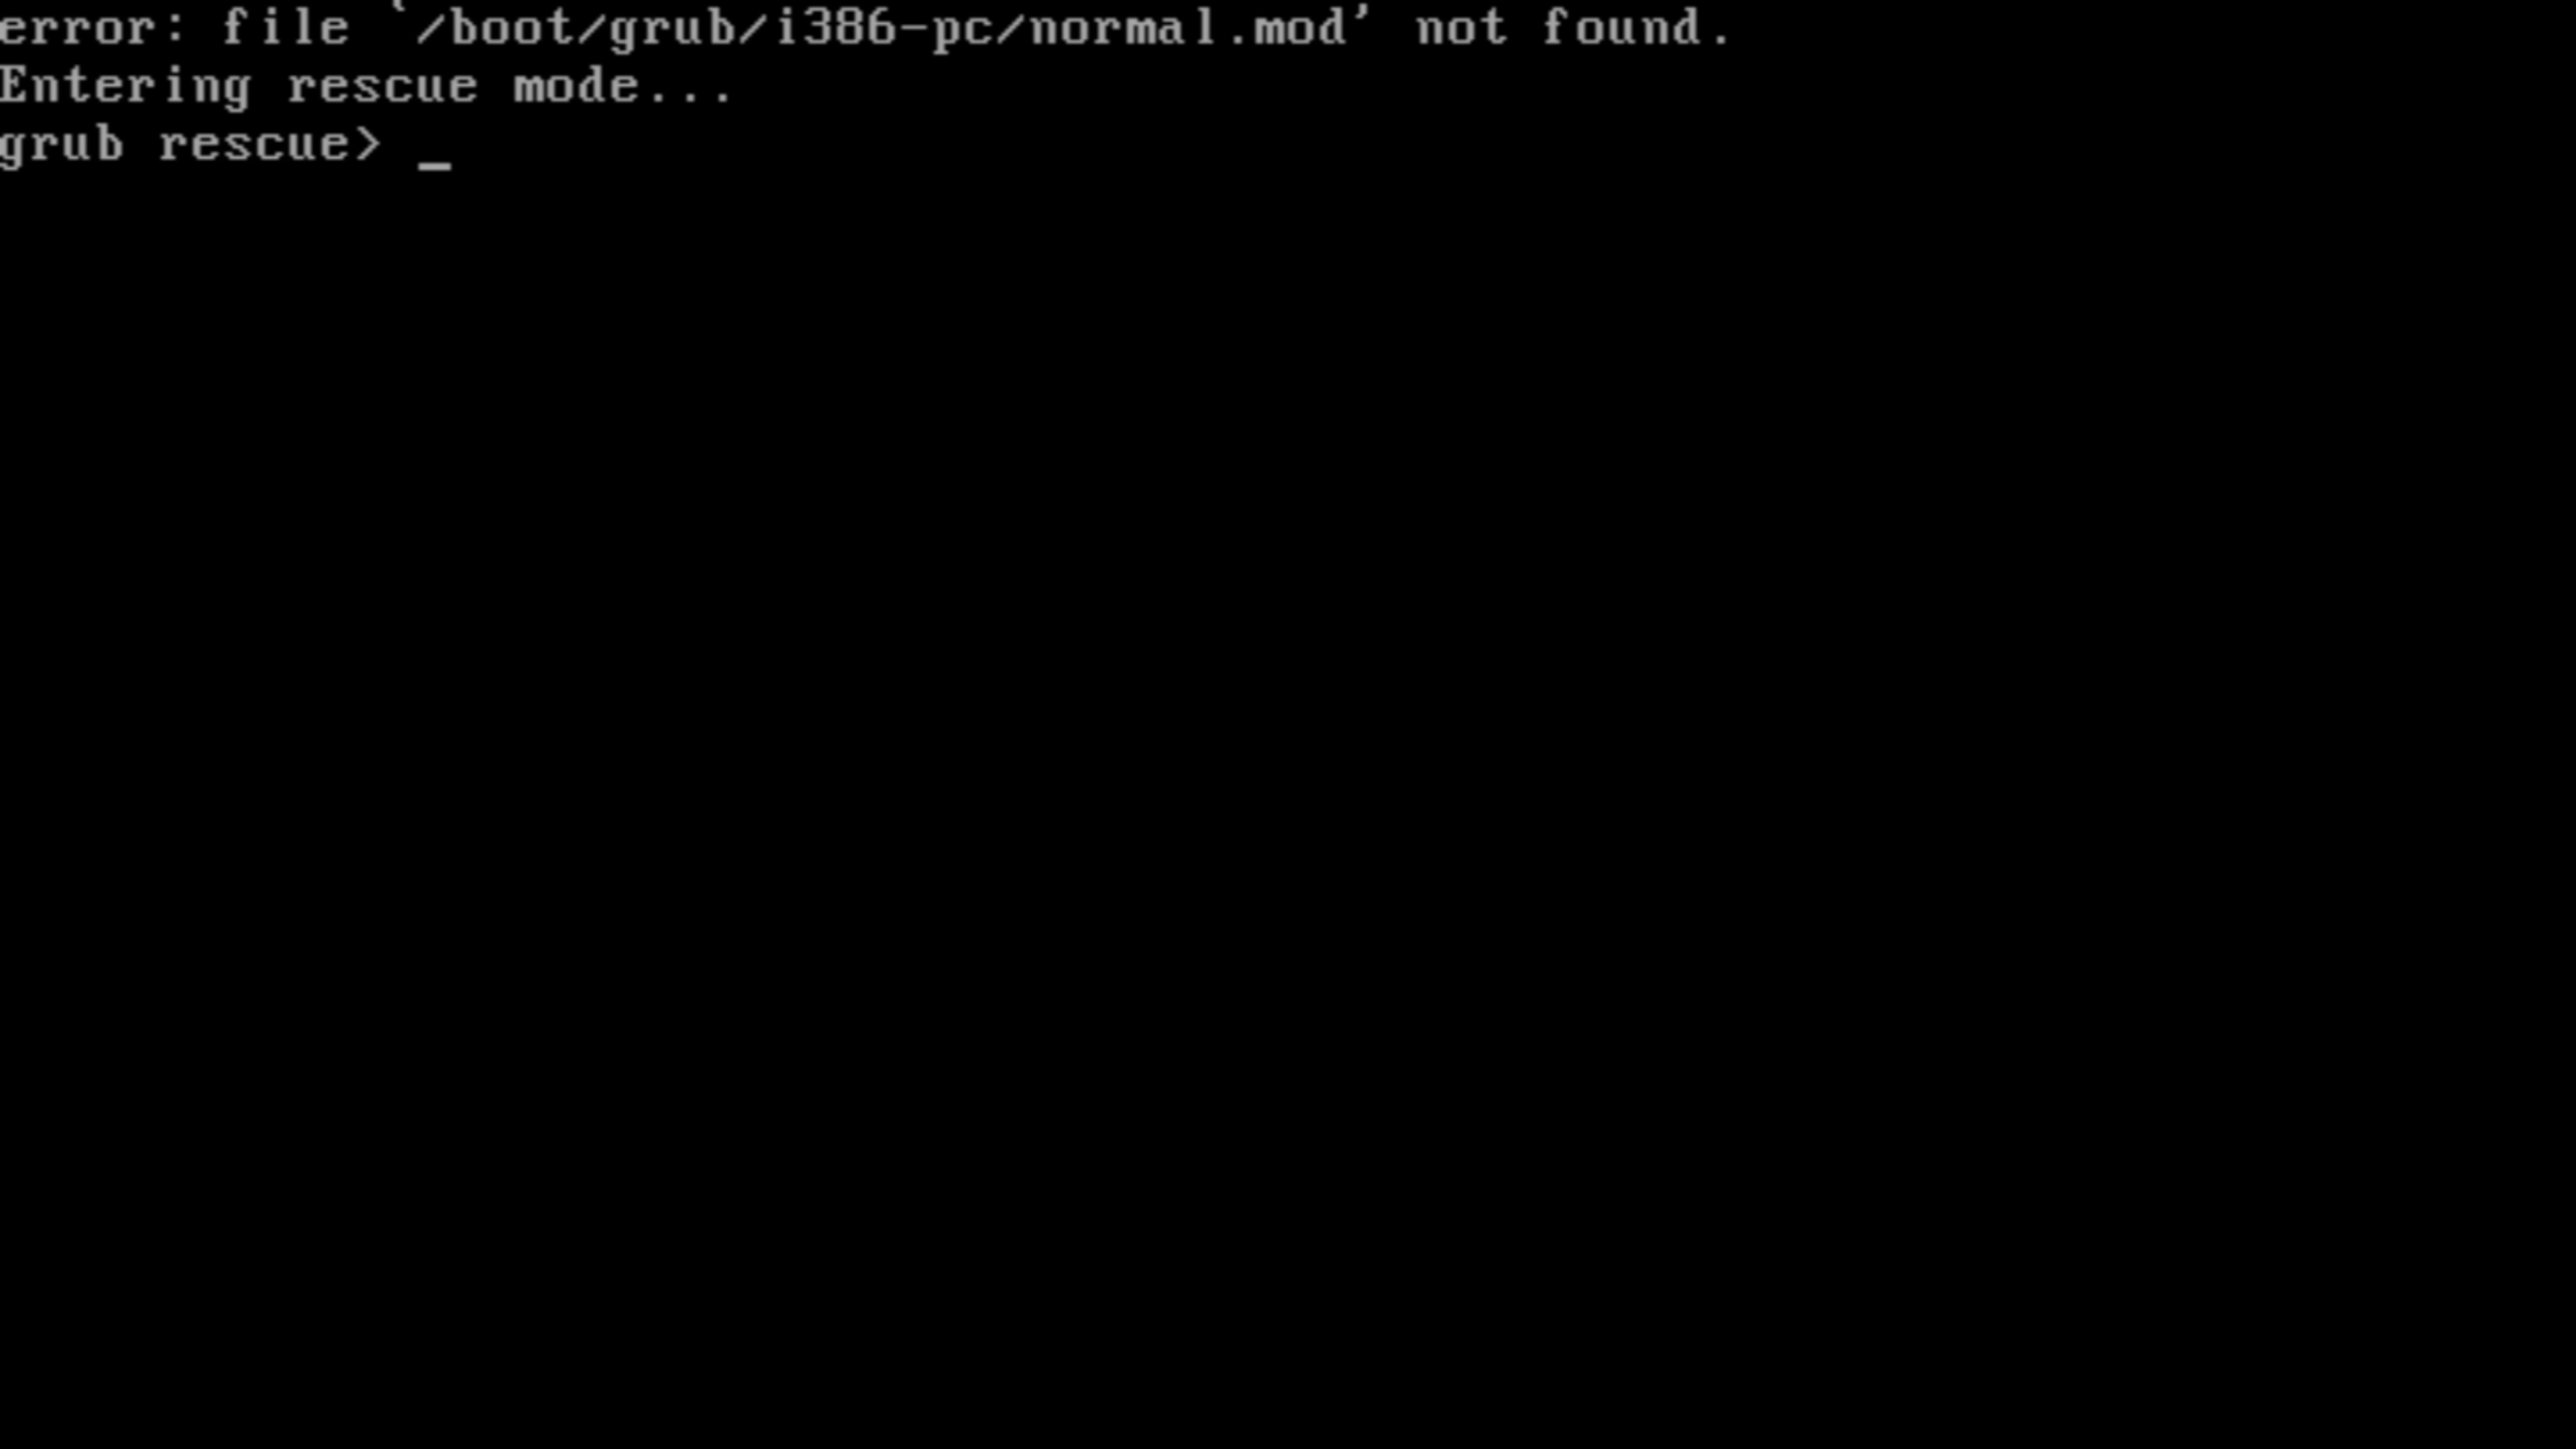 error: file `/boot/grub/i386-pc/normal.mod' not found.
Entering rescue mode...
grub rescue> _